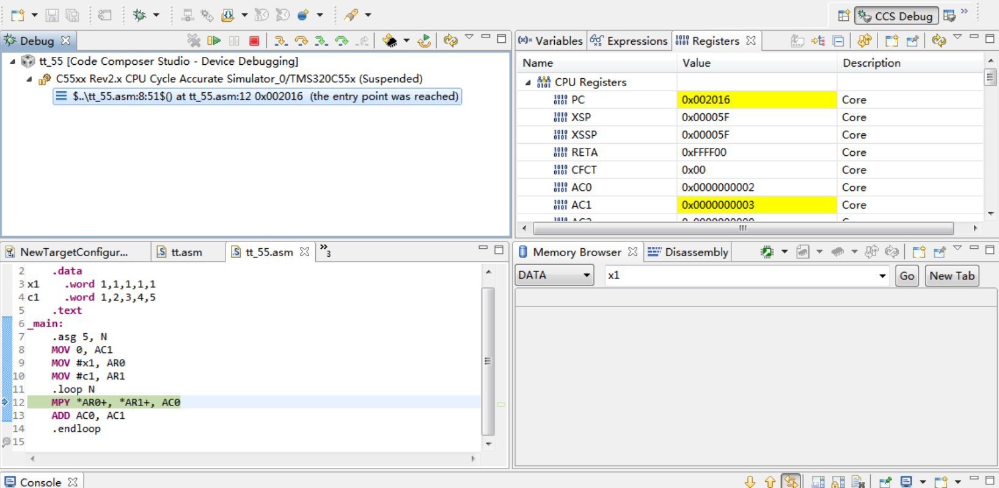 CCS Debug
Debug
tt_55 [Code Composer Studio - Device Debugging]
C55xx Rev2.x CPU Cycle Accurate Simulator_0/TMS320C55x (Suspended)
$..\tt_55.asm:8:51$() at tt_55.asm:12 0x002016 (the entry point was reached)
Variables Expressions Registers
Name Value Description
CPU Registers
PC 0x002016 Core
XSP 0x00005F Core
XSSP 0x00005F Core
RETA 0xFFFF00 Core
CFCT 0x00 Core
AC0 0x0000000002 Core
AC1 0x0000000003 Core
NewTargetConfigur... tt.asm tt_55.asm »3
2 .data
3 x1 .word 1,1,1,1,1
4 c1 .word 1,2,3,4,5
5 .text
6 _main:
7 .asg 5, N
8 MOV 0, AC1
9 MOV #x1, AR0
10 MOV #c1, AR1
11 .loop N
12 MPY *AR0+, *AR1+, AC0
13 ADD AC0, AC1
14 .endloop
15
Memory Browser Disassembly
DATA x1 Go New Tab
Console